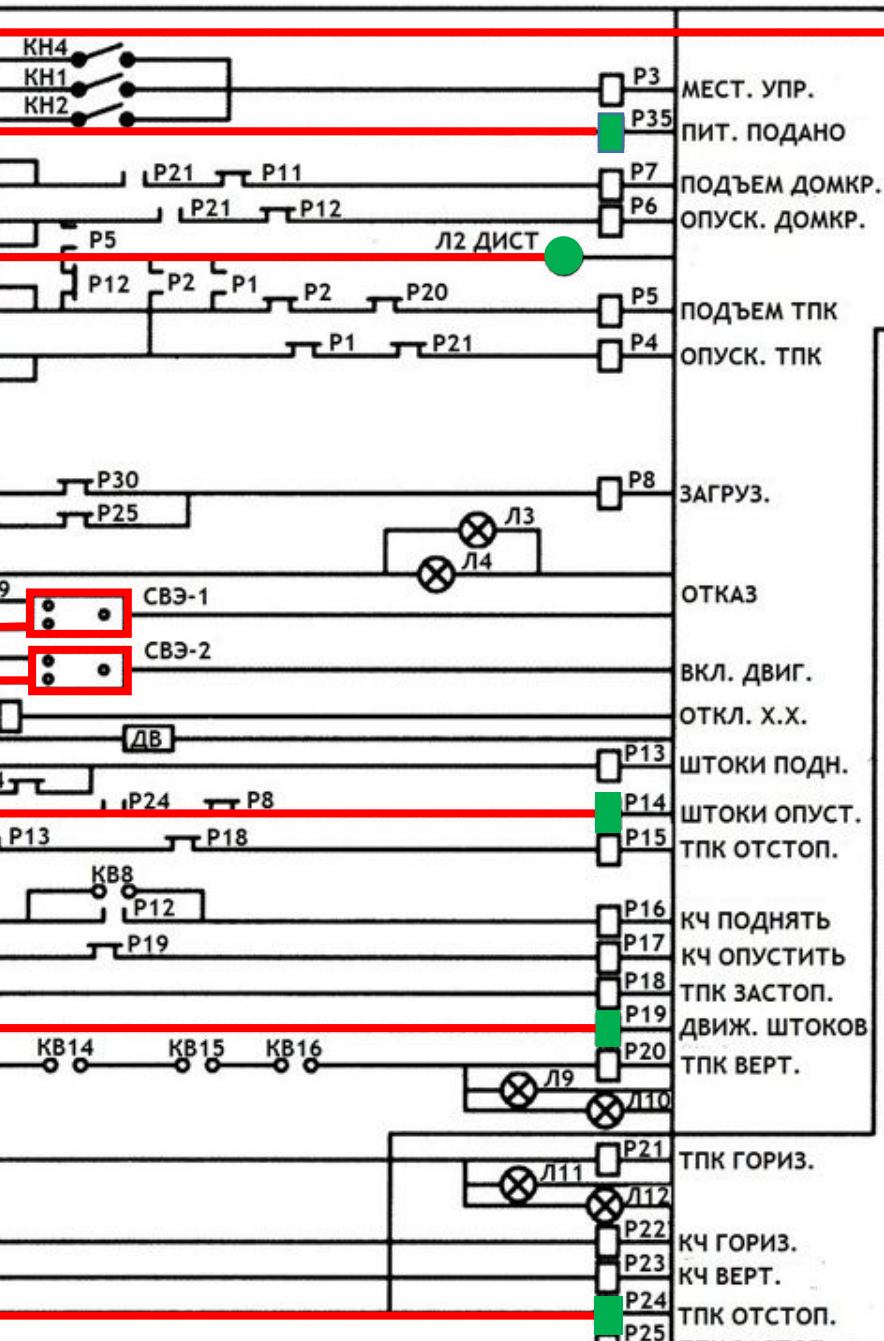 КН4
КН1
КН2
Р3
МЕСТ. УПР.
Р35
ПИТ. ПОДАНО
Р21
Р11
Р7
ПОДЪЕМ ДОМКР.
Р21
Р12
Р6
ОПУСК. ДОМКР.
Р5
Л2 ДИСТ
Р12
Р2
Р1
Р2
Р20
Р5
ПОДЪЕМ ТПК
Р1
Р21
Р4
ОПУСК. ТПК
Р30
Р8
ЗАГРУЗ.
Р25
Л3
Л4
9
СВЭ-1
ОТКАЗ
СВЭ-2
ВКЛ. ДВИГ.
ОТКЛ. Х.Х.
ДВ
Р13
ШТОКИ ПОДН.
4
Р24
Р8
Р14
ШТОКИ ОПУСТ.
Р13
Р18
Р15
ТПК ОТСТОП.
КВ8
Р12
Р16
КЧ ПОДНЯТЬ
Р19
Р17
КЧ ОПУСТИТЬ
Р18
ТПК ЗАСТОП.
Р19
ДВИЖ. ШТОКОВ
КВ14
КВ15
КВ16
Р20
ТПК ВЕРТ.
Л9
Л10
Р21
ТПК ГОРИЗ.
Л11
Л12
Р22
КЧ ГОРИЗ.
Р23
КЧ ВЕРТ.
Р24
ТПК ОТСТОП.
Р25